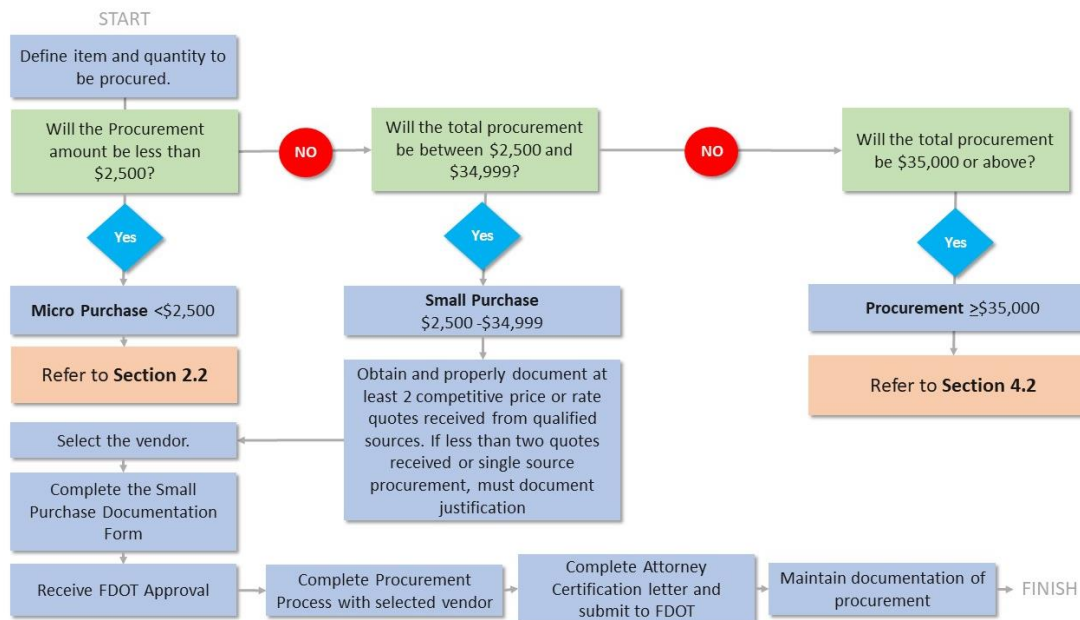 START
Define item and quantity to
be procured.
Will the Procurement
amount be less than
$2,500?
NO
Will the total procurement
be between $2,500 and
$34,999?
NO
Will the total procurement
be $35,000 or above?
Yes
Yes
Yes
Micro Purchase <$2,500
Small Purchase
$2,500 -$34,999
Procurement ≥$35,000
Refer to Section 2.2
Obtain and properly document at
least 2 competitive price or rate
quotes received from qualified
sources. If less than two quotes
received or single source
procurement, must document
justification
Refer to Section 4.2
Select the vendor.
Complete the Small
Purchase Documentation
Form
Receive FDOT Approval
Complete Procurement
Process with selected vendor
Complete Attorney
Certification letter and
submit to FDOT
Maintain documentation of
procurement
FINISH